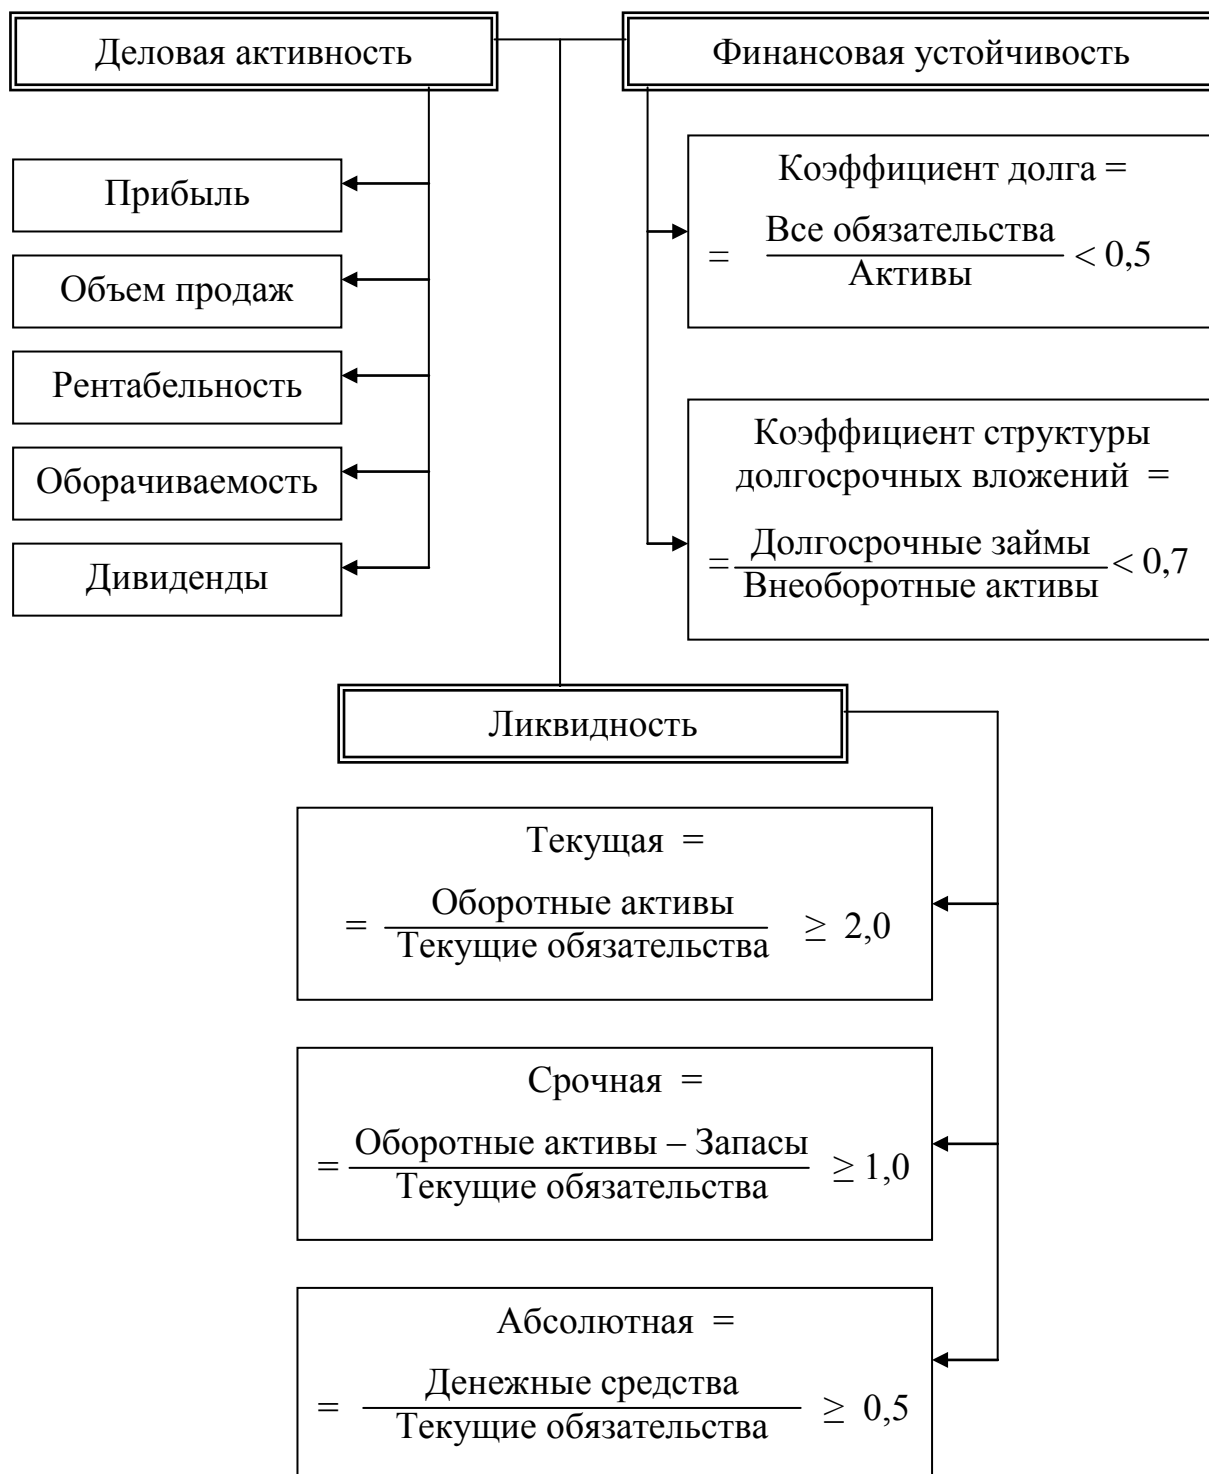 Деловая активность
Финансовая устойчивость
Прибыль
Объем продаж
Рентабельность
Оборачиваемость
Дивиденды
Коэффициент долга =
= Все обязательства
Активы < 0,5
Коэффициент структуры
долгосрочных вложений =
= Долгосрочные займы
Внеоборотные активы < 0,7
Ликвидность
Текущая =
= Оборотные активы
Текущие обязательства ≥ 2,0
Срочная =
= Оборотные активы – Запасы
Текущие обязательства ≥ 1,0
Абсолютная =
= Денежные средства
Текущие обязательства ≥ 0,5